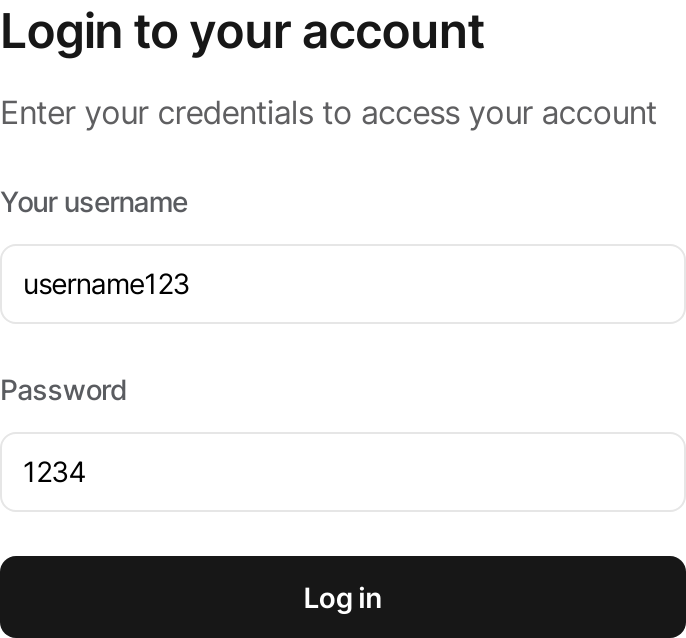 Login to your account
Enter your credentials to access your account
Your username
username123
Password
1234
Log in